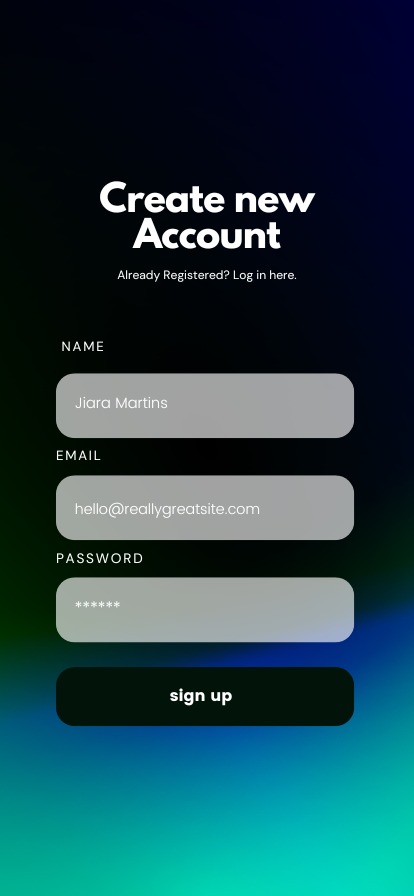 Create new
Account
Already Registered? Log in here.
NAME
Jiara Martins
EMAIL
hello@reallygreatsite.com
PASSWORD
******
sign up